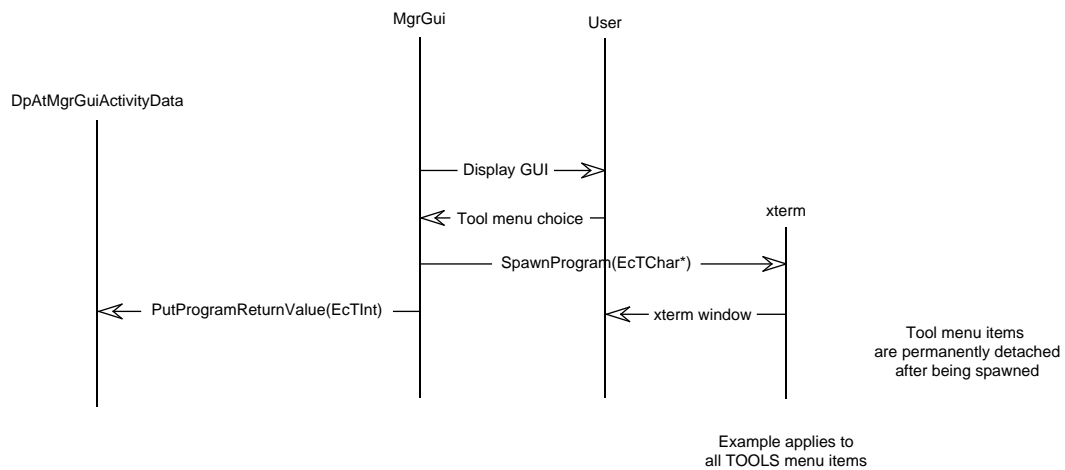 MgrGui
User
DpAtMgrGuiActivityData
Display GUI
Tool menu choice
xterm
SpawnProgram(EcTChar*)
PutProgramReturnValue(EcTInt)
xterm window
Tool menu items
are permanently detached
after being spawned
Example applies to
all TOOLS menu items